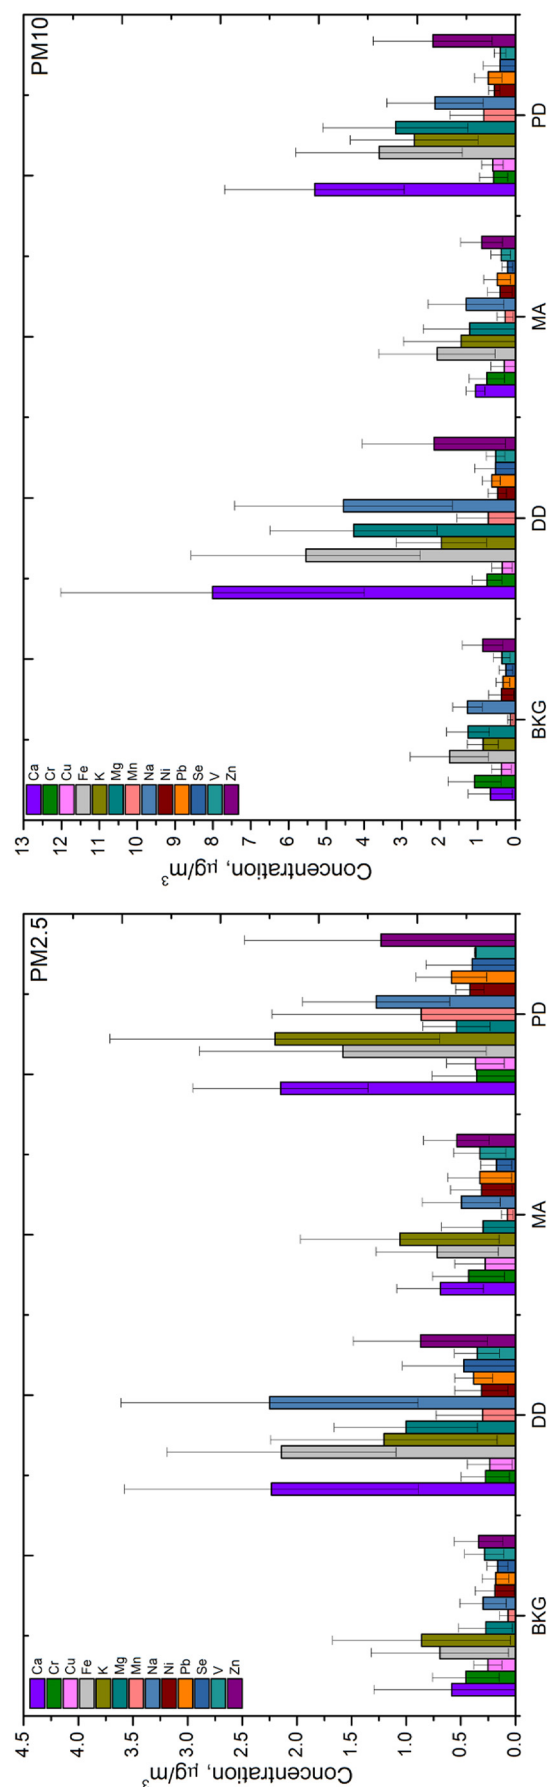 PM2.5
Concentration, µg/m³
4.5
4.0
3.5
3.0
2.5
2.0
1.5
1.0
0.5
0.0
Ca
Cr
Cu
Fe
K
Mg
Mn
Na
Ni
Pb
Se
V
Zn
BKG
DD
MA
PD
PM10
Concentration, µg/m³
13
12
11
10
9
8
7
6
5
4
3
2
1
0
Ca
Cr
Cu
Fe
K
Mg
Mn
Na
Ni
Pb
Se
V
Zn
BKG
DD
MA
PD